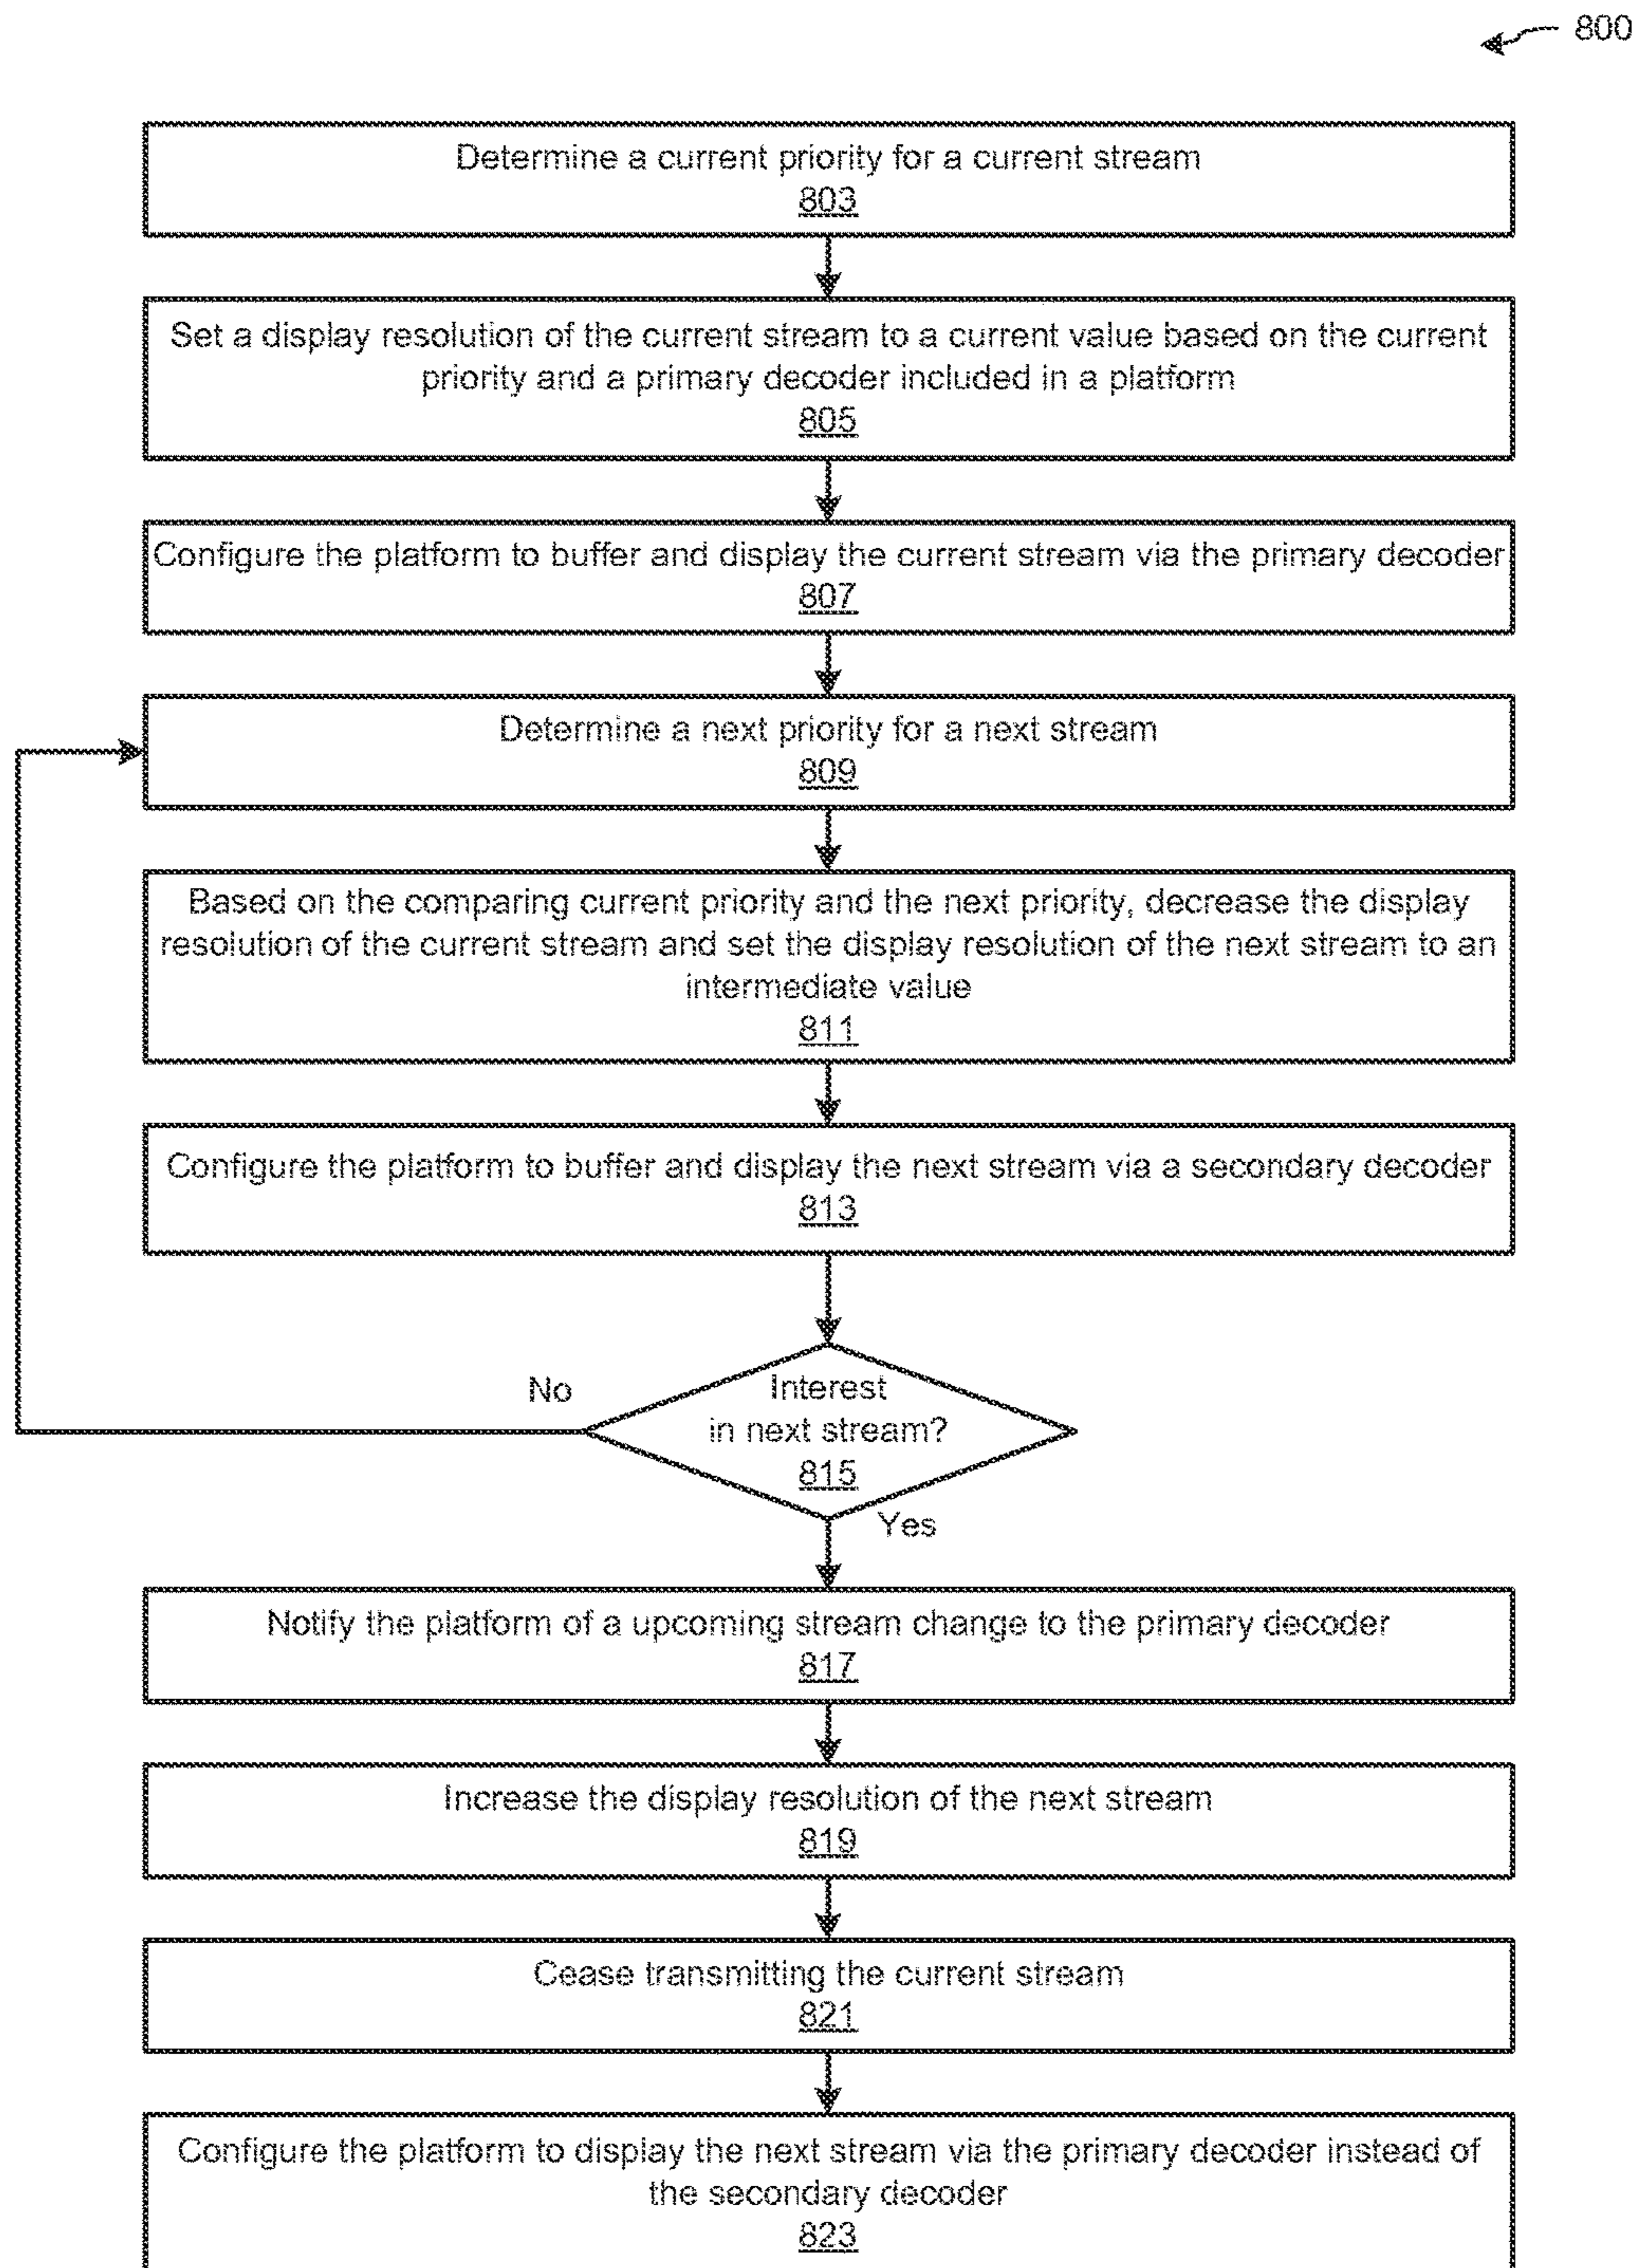 800
Determine a current priority for a current stream
803
Set a display resolution of the current stream to a current value based on the current
priority and a primary decoder included in a platform
805
Configure the platform to buffer and display the current stream via the primary decoder
807
Determine a next priority for a next stream
809
Based on the comparing current priority and the next priority, decrease the display
resolution of the current stream and set the display resolution of the next stream to an
intermediate value
811
Configure the platform to buffer and display the next stream via a secondary decoder
813
No
Interest
in next stream?
815
Yes
Notify the platform of a upcoming stream change to the primary decoder
817
Increase the display resolution of the next stream
819
Cease transmitting the current stream
821
Configure the platform to display the next stream via the primary decoder instead of
the secondary decoder
823